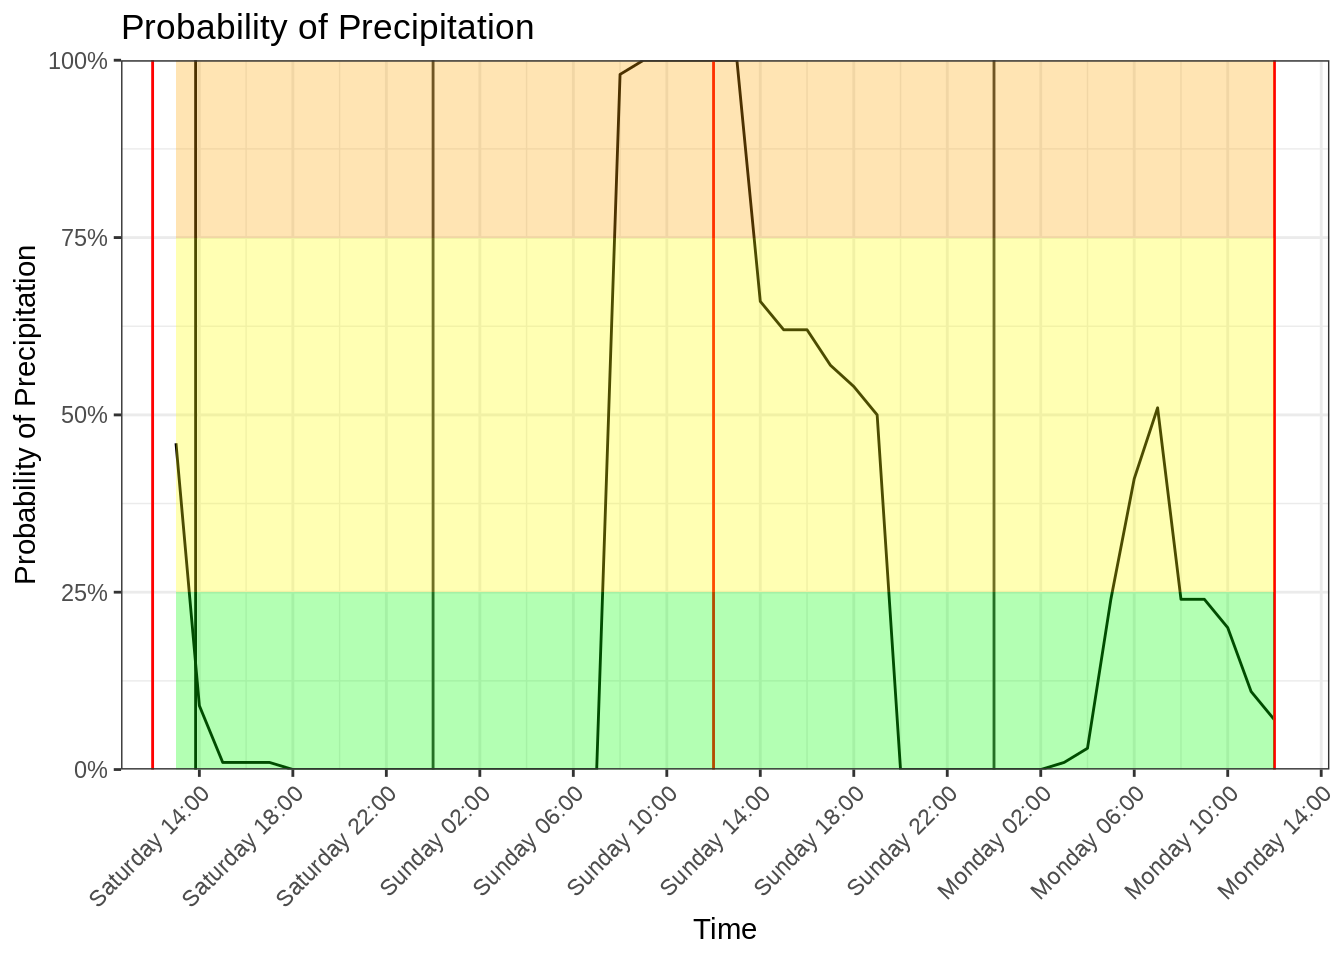 Probability of Precipitation
Probability of Precipitation
100%
75%
50%
25%
0%
Saturday 14:00
Saturday 18:00
Saturday 22:00
Sunday 02:00
Sunday 06:00
Sunday 10:00
Sunday 14:00
Sunday 18:00
Sunday 22:00
Monday 02:00
Monday 06:00
Monday 10:00
Monday 14:00
Time